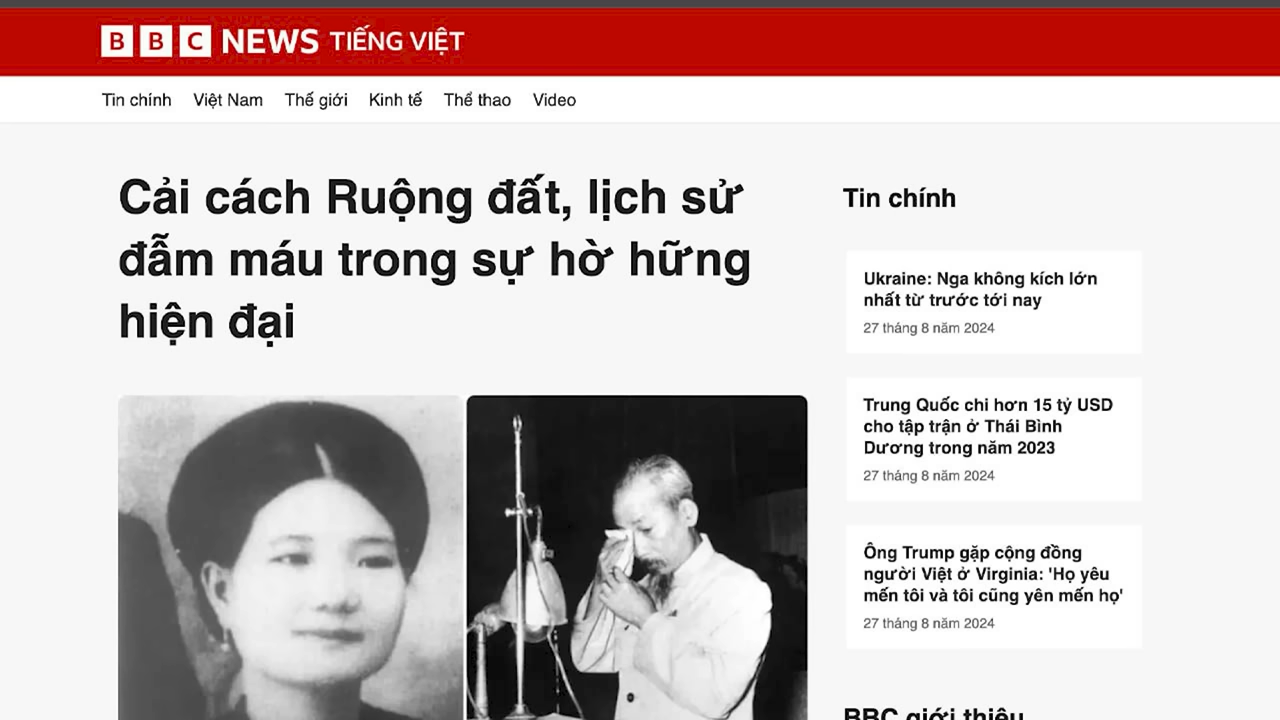 BBC NEWS TIẾNG VIỆT
Tin chính Việt Nam Thế giới Kinh tế Thể thao Video
Cải cách Ruộng đất, lịch sử
đẫm máu trong sự hờ hững
hiện đại
Tin chính
Ukraine: Nga không kích lớn
nhất từ trước tới nay
27 tháng 8 năm 2024
Trung Quốc chi hơn 15 tỷ USD
cho tập trận ở Thái Bình
Dương trong năm 2023
27 tháng 8 năm 2024
Ông Trump gặp cộng đồng
người Việt ở Virginia: 'Họ yêu
mến tôi và tôi cũng yên mến họ'
27 tháng 8 năm 2024
BBC giới thiệu